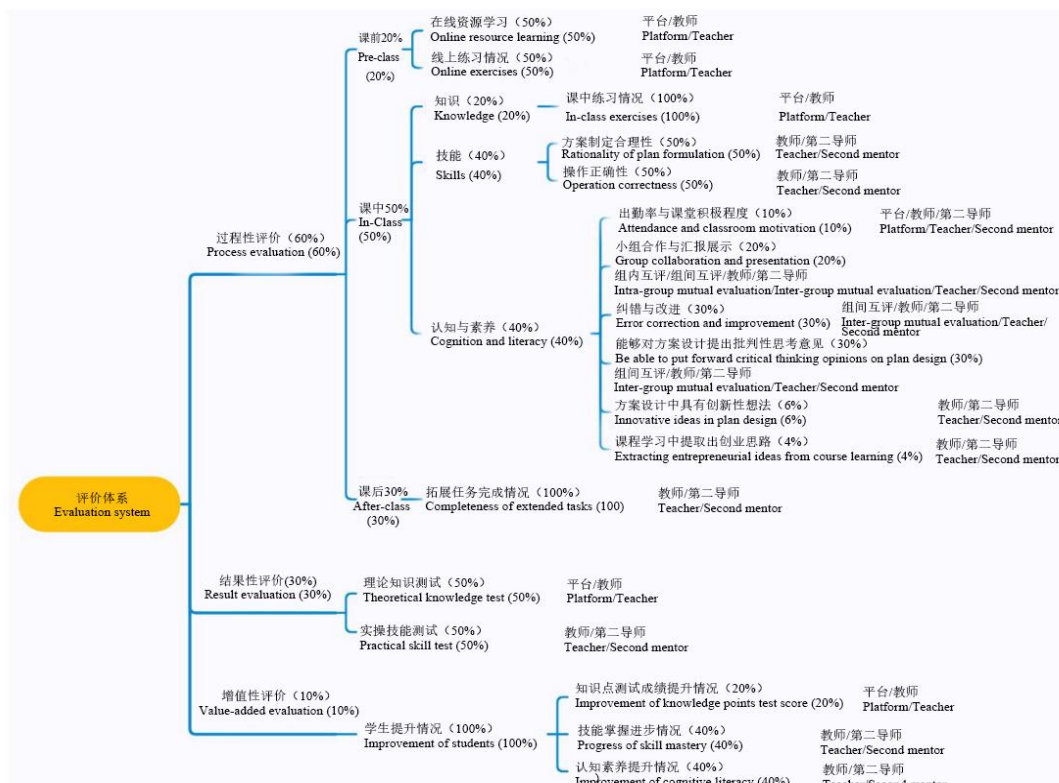 评价体系
Evaluation system
过程性评价（60%）
Process evaluation (60%)
课前20%
Pre-class
(20%)
在线资源学习（50%）
Online resource learning (50%)
平台/教师
Platform/Teacher
线上练习情况（50%）
Online exercises (50%)
平台/教师
Platform/Teacher
课中50%
In-Class
(50%)
知识（20%）
Knowledge (20%)
课中练习情况（100%）
In-class exercises (100%)
平台/教师
Platform/Teacher
技能（40%）
Skills (40%)
方案制定合理性（50%）
Rationality of plan formulation (50%)
教师/第二导师
Teacher/Second mentor
操作正确性（50%）
Operation correctness (50%)
教师/第二导师
Teacher/Second mentor
认知与素养（40%）
Cognition and literacy (40%)
出勤率与课堂积极程度（10%）
Attendance and classroom motivation (10%)
平台/教师/第二导师
Platform/Teacher/Second mentor
小组合作与汇报展示（20%）
Group collaboration and presentation (20%)
组内互评/组间互评/教师/第二导师
Intra-group mutual evaluation/Inter-group mutual evaluation/Teacher/Second mentor
纠错与改进（30%）
Error correction and improvement (30%)
组间互评/教师/第二导师
Inter-group mutual evaluation/Teacher/
Second mentor
能够对方案设计提出批判性思考意见（30%）
Be able to put forward critical thinking opinions on plan design (30%)
组间互评/教师/第二导师
Inter-group mutual evaluation/Teacher/Second mentor
方案设计中具有创新性想法（6%）
Innovative ideas in plan design (6%)
教师/第二导师
Teacher/Second mentor
课程学习中提取出创业思路（4%）
Extracting entrepreneurial ideas from course learning (4%)
教师/第二导师
Teacher/Second mentor
课后30%
After-class
(30%)
拓展任务完成情况（100%）
Completeness of extended tasks (100)
教师/第二导师
Teacher/Second mentor
结果性评价(30%)
Result evaluation (30%)
理论知识测试（50%）
Theoretical knowledge test (50%)
平台/教师
Platform/Teacher
实操技能测试（50%）
Practical skill test (50%)
教师/第二导师
Teacher/Second mentor
增值性评价（10%）
Value-added evaluation (10%)
学生提升情况（100%）
Improvement of students (100%)
知识点测试成绩提升情况（20%）
Improvement of knowledge points test score (20%)
平台/教师
Platform/Teacher
技能掌握进步情况（40%）
Progress of skill mastery (40%)
教师/第二导师
Teacher/Second mentor
认知素养提升情况（40%）
Improvement of cognitive literacy (40%)
教师/第二导师
Teacher/Second mentor